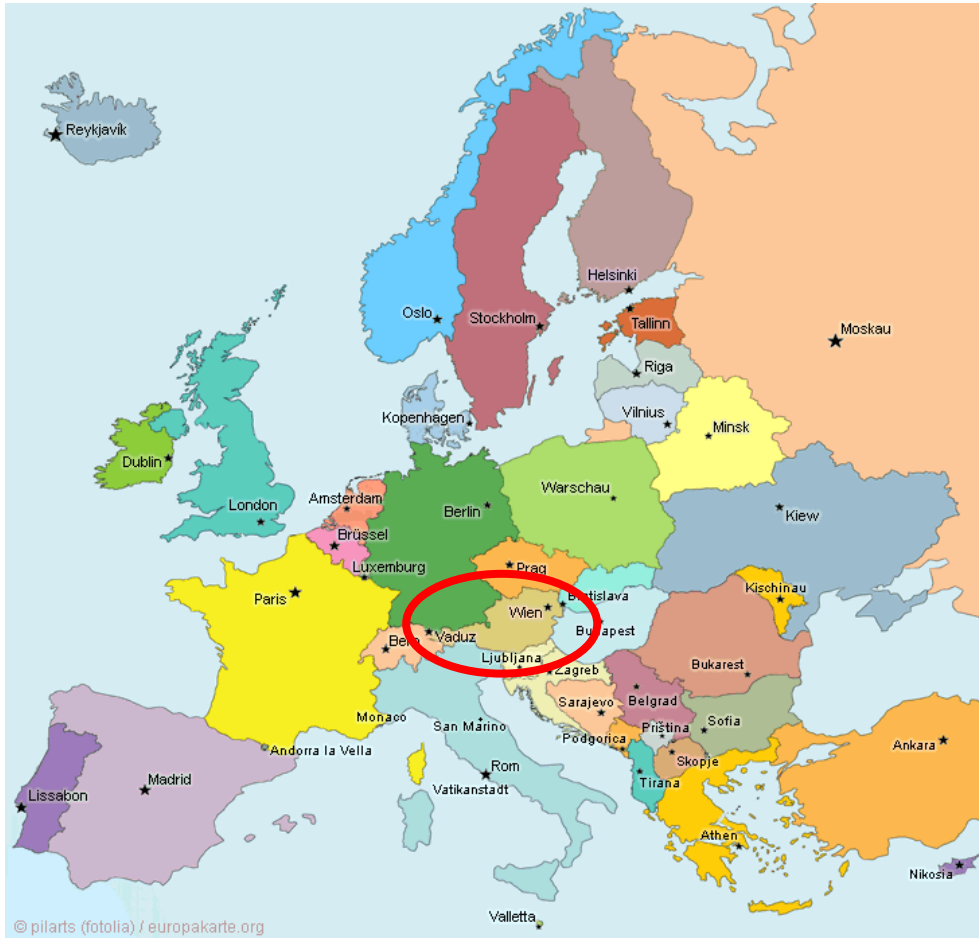 Reykjavík
Helsinki
Oslo
Stockholm
Tallinn
Moskau
Riga
Kopenhagen
Vilnius
Minsk
Dublin
Amsterdam
Warschau
London
Berlin
Kiew
Brüssel
Luxemburg
Prag
Paris
Kischinau
Bratislava
Wien
Budapest
Vaduz
Bern
Ljubljana
Zagreb
Bukarest
Belgrad
Sarajevo
Monaco
San Marino
Priština
Sofia
Podgorica
Andorra la Vella
Ankara
Skopje
Rom
Madrid
Tirana
Vatikanstadt
Lissabon
Athen
Nikosia
Valletta
© pilarts (fotolia) / europakarte.org